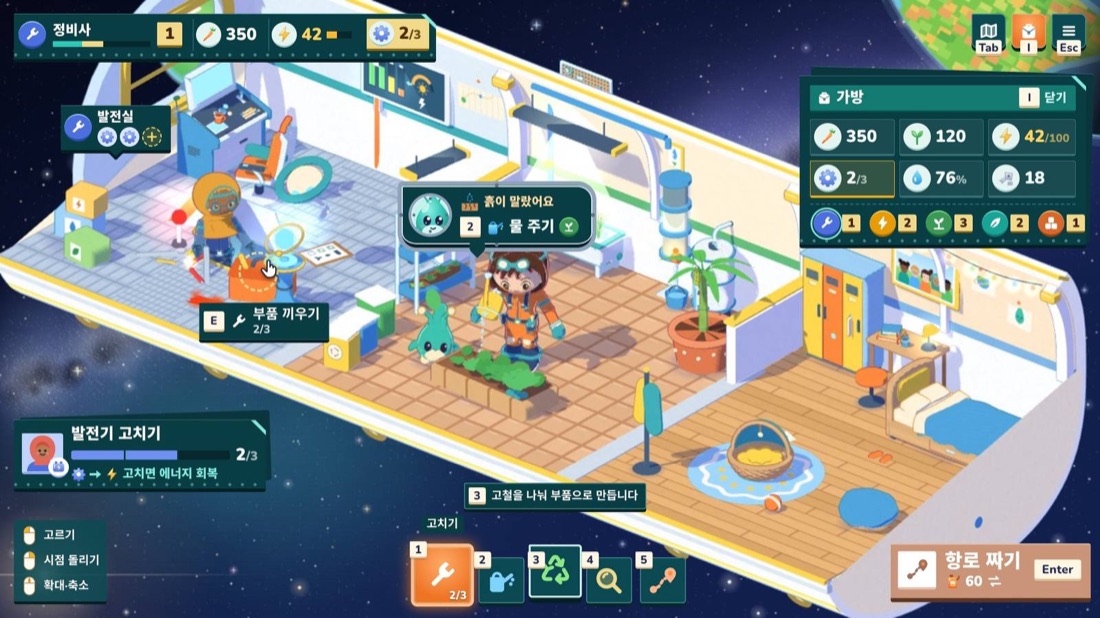 정비사
1
350
42
2/3
Tab
I
Esc
발전실
가방
I 닫기
350
120
42/100
2/3
76%
18
1
2
3
2
1
흙이 말랐어요
2 물 주기
E 부품 끼우기
2/3
발전기 고치기
2/3
고치면 에너지 회복
3 고철을 나눠 부품으로 만듭니다
고르기
시점 돌리기
확대·축소
고치기
1
2/3
2
3
4
5
항로 짜기
60
Enter